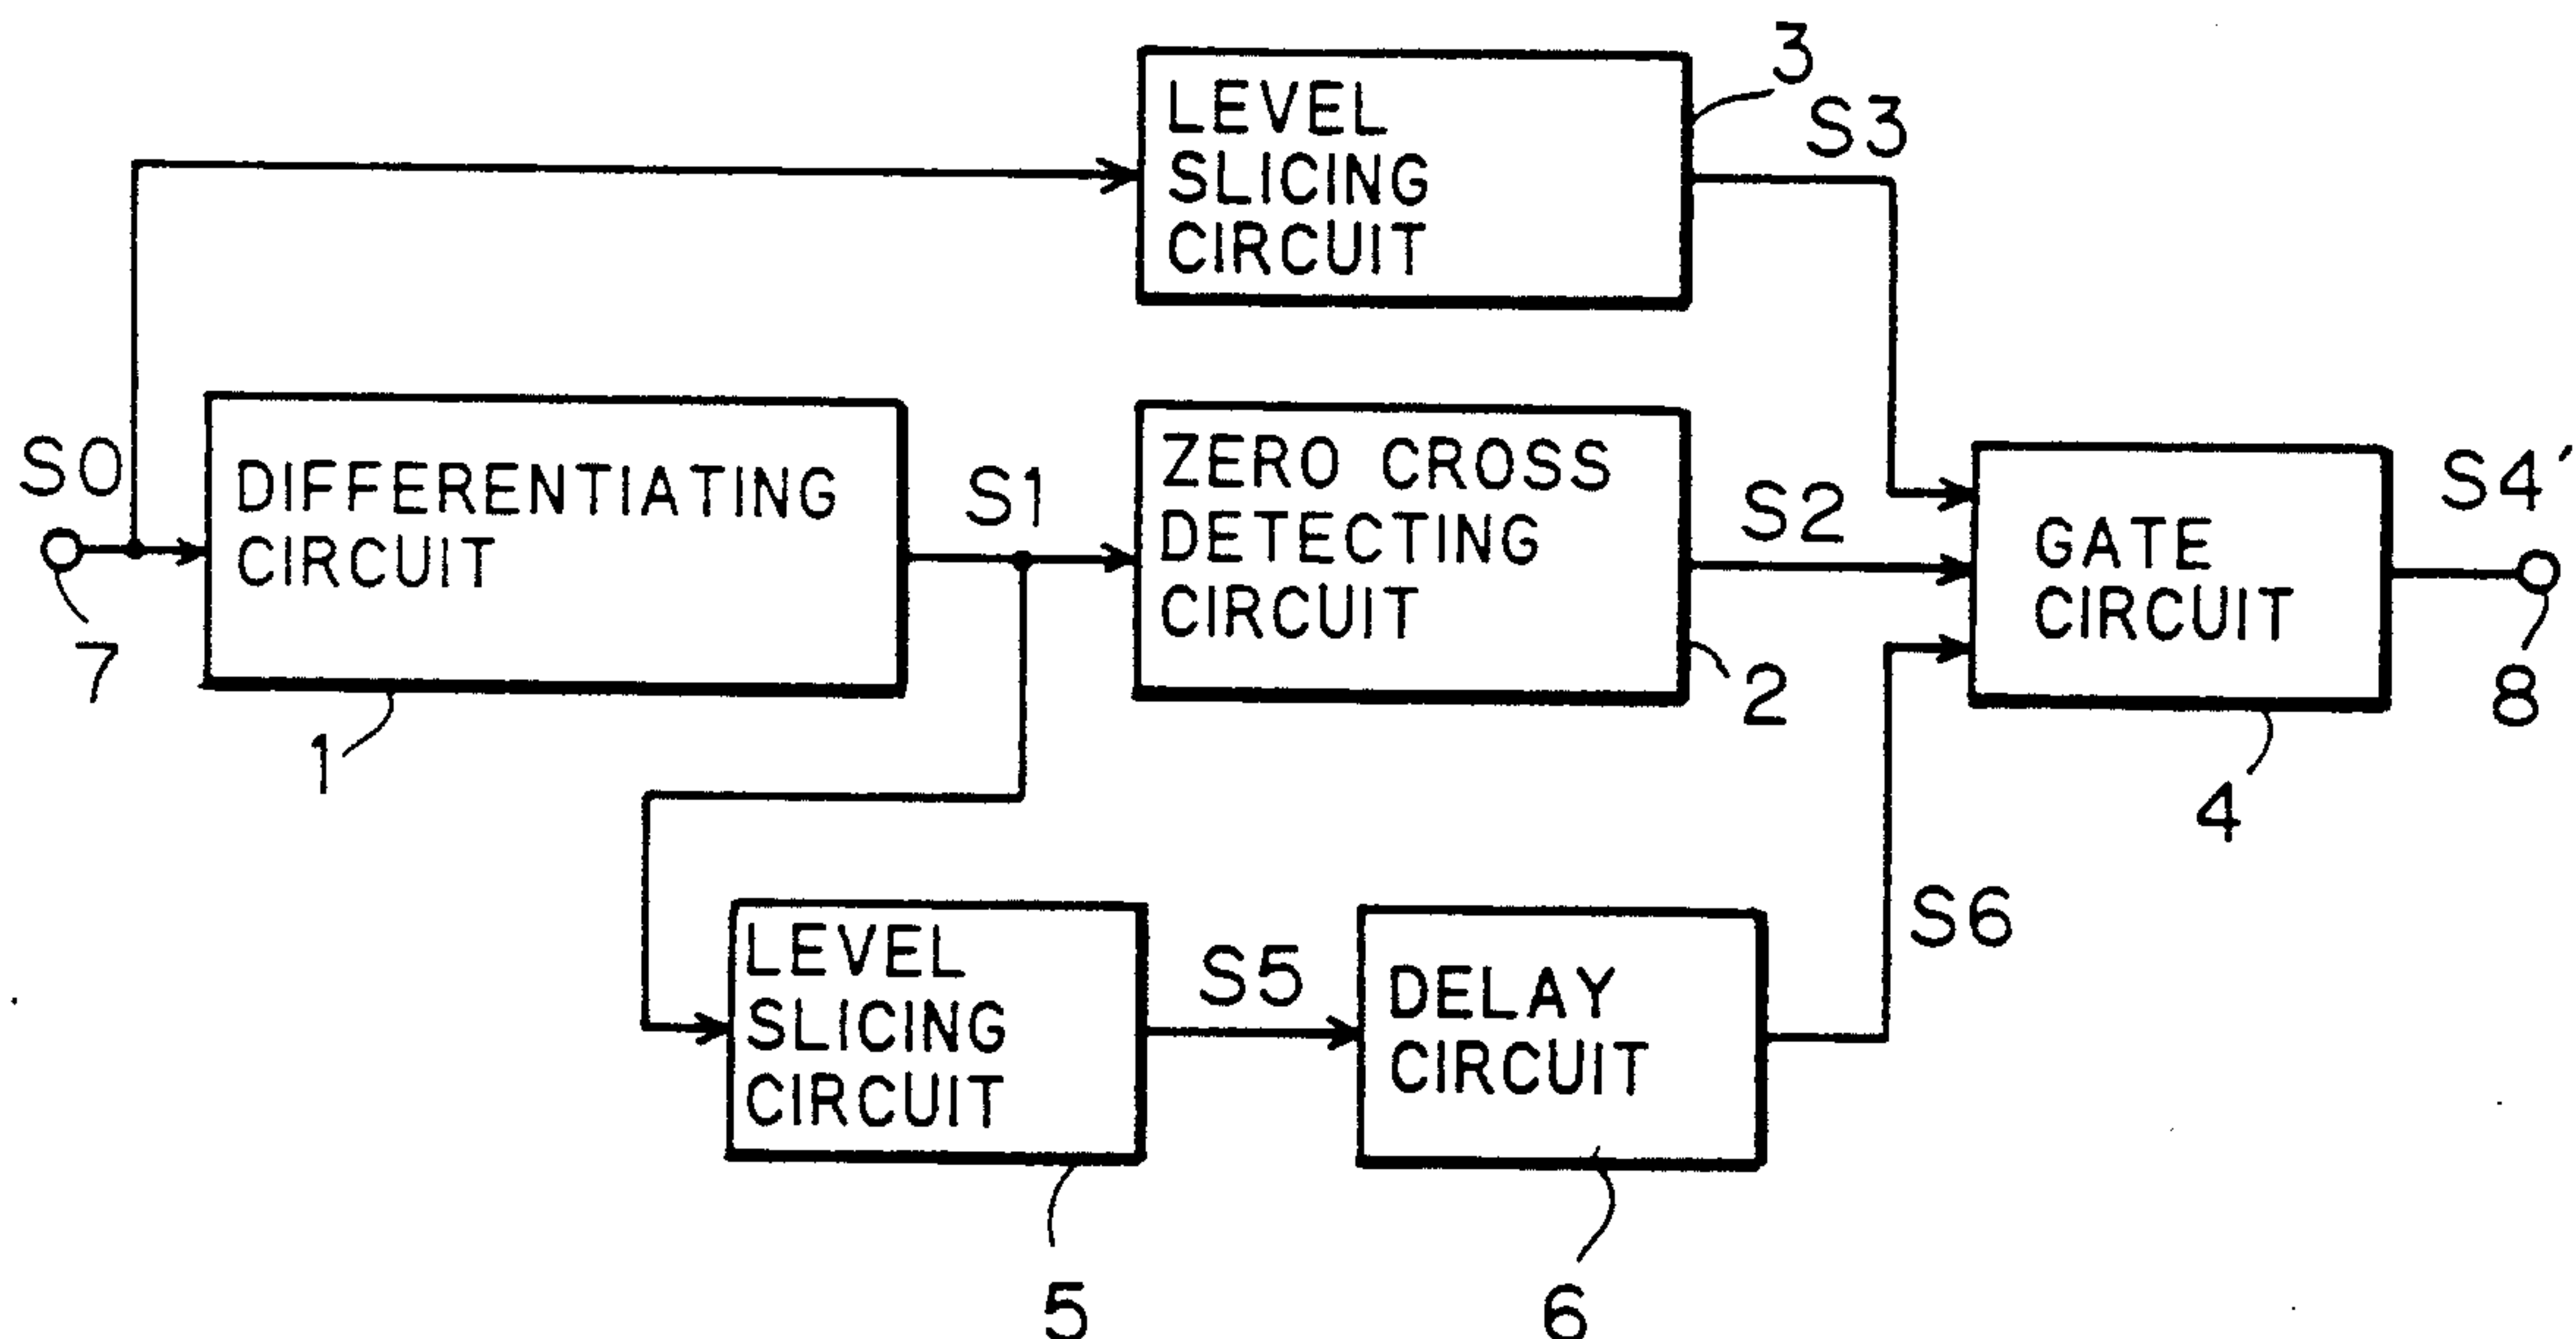 3
LEVEL
SLICING
CIRCUIT
S3
S0
DIFFERENTIATING
CIRCUIT
S1
ZERO CROSS
DETECTING
CIRCUIT
S2
GATE
CIRCUIT
S4'
7
1
2
8
4
LEVEL
SLICING
CIRCUIT
S5
DELAY
CIRCUIT
S6
5
6